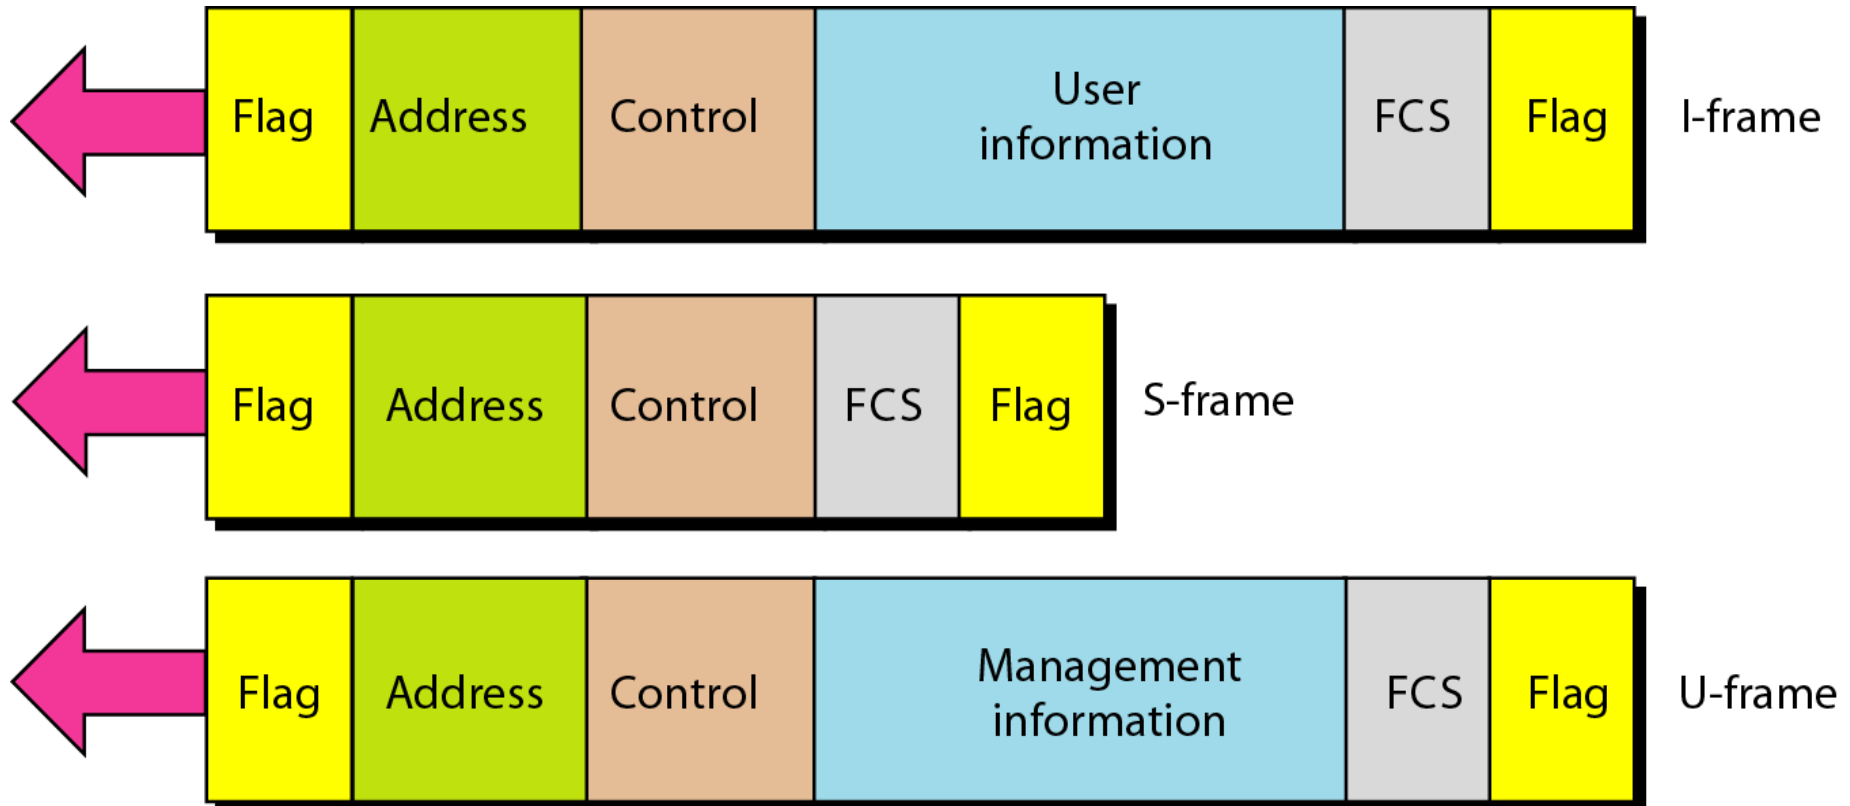 Flag Address Control User information FCS Flag I-frame
Flag Address Control FCS Flag S-frame
Flag Address Control Management information FCS Flag U-frame